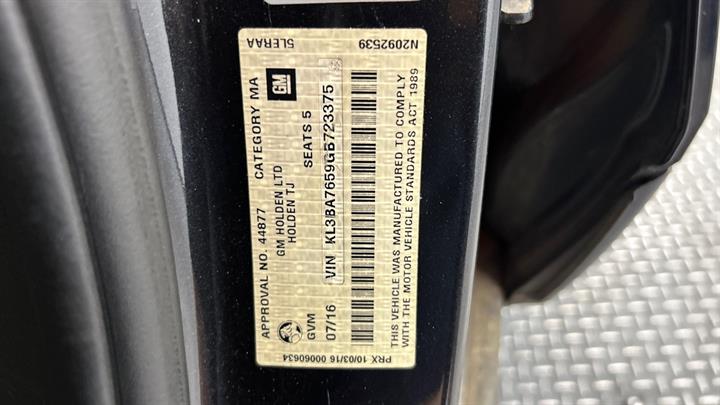 5LERAA N2092539
APPROVAL NO. 44877 CATEGORY MA
GM HOLDEN LTD
HOLDEN TJ
GM
GVM SEATS 5
07/16 VIN KL3BA7659GB723375
THIS VEHICLE WAS MANUFACTURED TO COMPLY
WITH THE MOTOR VEHICLE STANDARDS ACT 1989
PRX 10/03/16 00060634